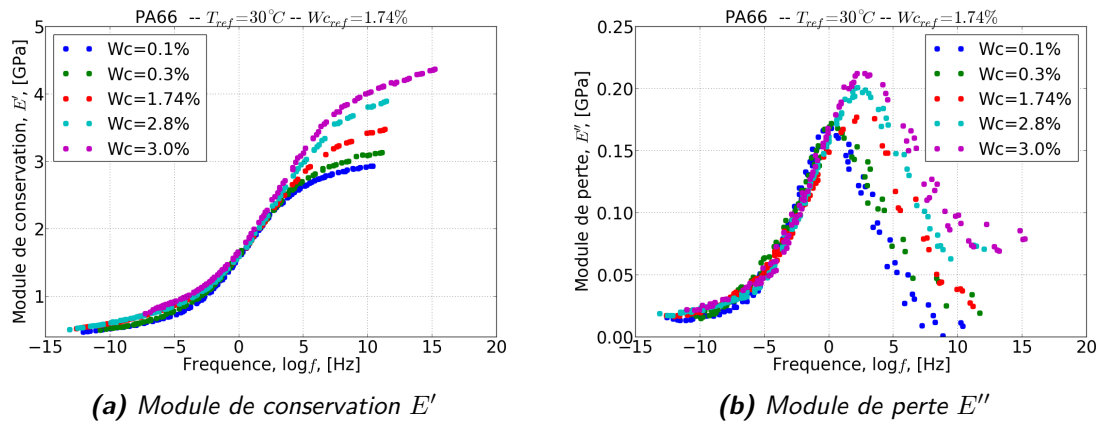 PA66 -- T_ref=30°C -- Wc_ref=1.74%
Module de conservation, E′, [GPa]
5
4
3
2
1
Wc=0.1%
Wc=0.3%
Wc=1.74%
Wc=2.8%
Wc=3.0%
−15 −10 −5 0 5 10 15 20
Frequence, log f, [Hz]
(a) Module de conservation E′
PA66 -- T_ref=30°C -- Wc_ref=1.74%
Module de perte, E″, [GPa]
0.25
0.20
0.15
0.10
0.05
0.00
Wc=0.1%
Wc=0.3%
Wc=1.74%
Wc=2.8%
Wc=3.0%
−15 −10 −5 0 5 10 15 20
Frequence, log f, [Hz]
(b) Module de perte E″